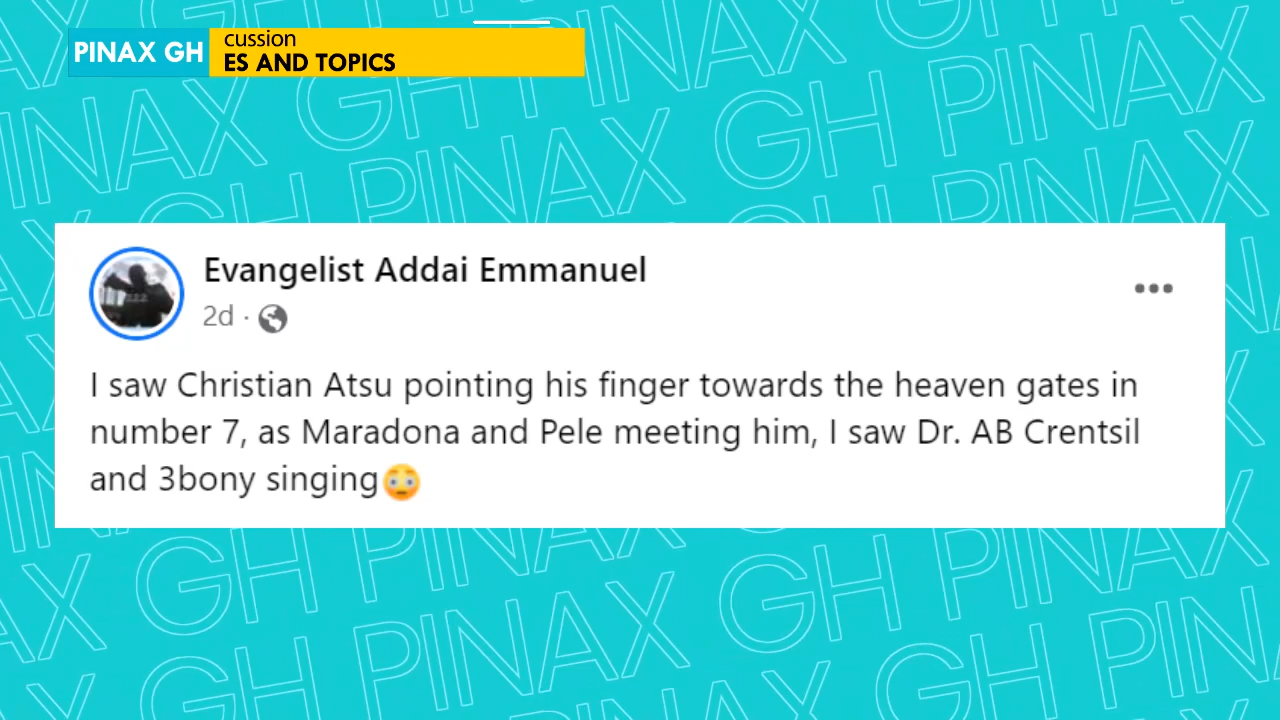 PINAX GH
cussion
ES AND TOPICS
Evangelist Addai Emmanuel
2d ·
I saw Christian Atsu pointing his finger towards the heaven gates in
number 7, as Maradona and Pele meeting him, I saw Dr. AB Crentsil
and 3bony singing😳